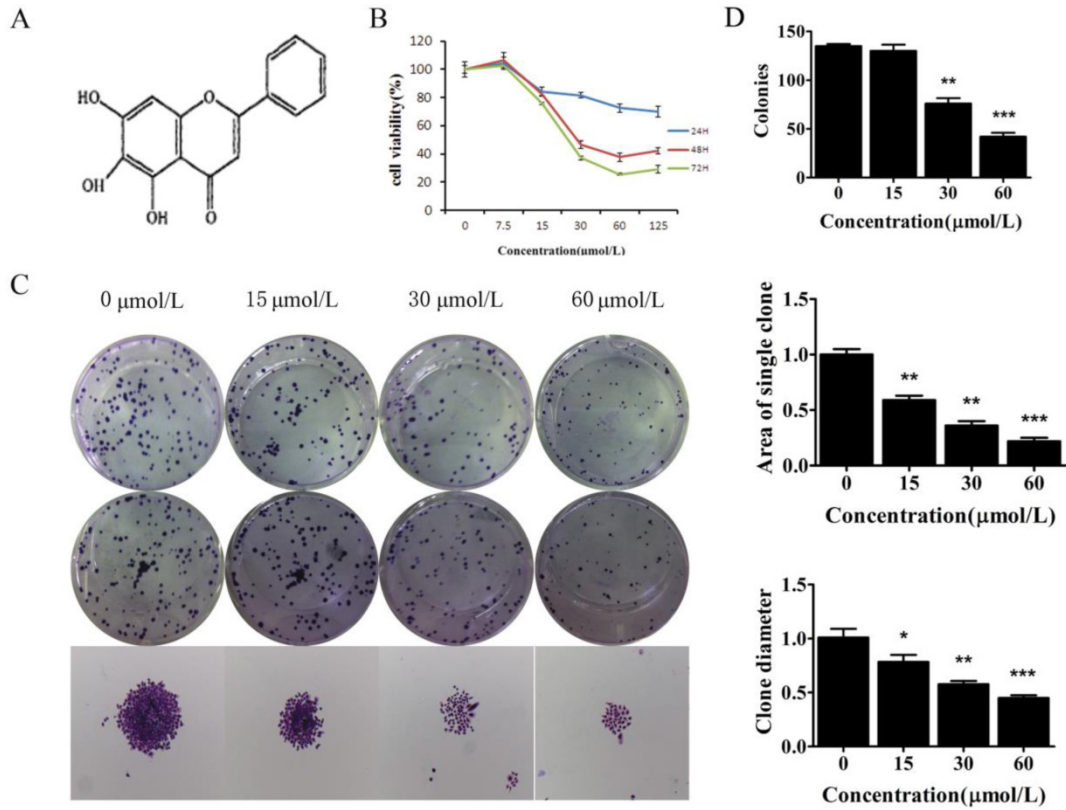 A
HO
OH
OH
O
O
B
cell viability(%)
140
120
100
80
60
40
20
0
0 7.5 15 30 60 125
Concentration(μmol/L)
24H
48H
72H
D
Colonies
150
100
50
0
**
***
0 15 30 60
Concentration(μmol/L)
C
0 μmol/L 15 μmol/L 30 μmol/L 60 μmol/L
Area of single clone
1.5
1.0
0.5
0.0
**
**
***
0 15 30 60
Concentration(μmol/L)
Clone diameter
1.5
1.0
0.5
0.0
*
**
***
0 15 30 60
Concentration(μmol/L)